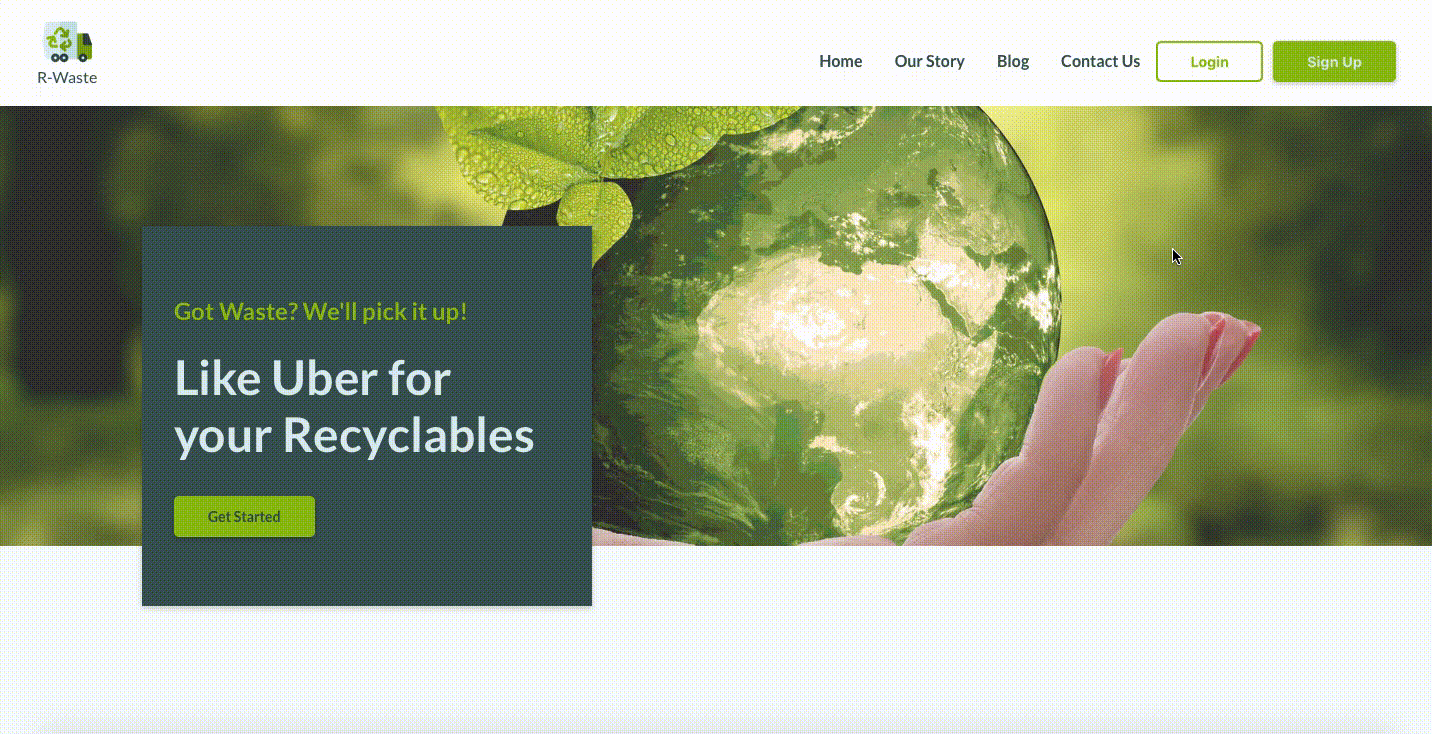 R-Waste
Home Our Story Blog Contact Us Login Sign Up
Got Waste? We'll pick it up!
Like Uber for
your Recyclables
Get Started